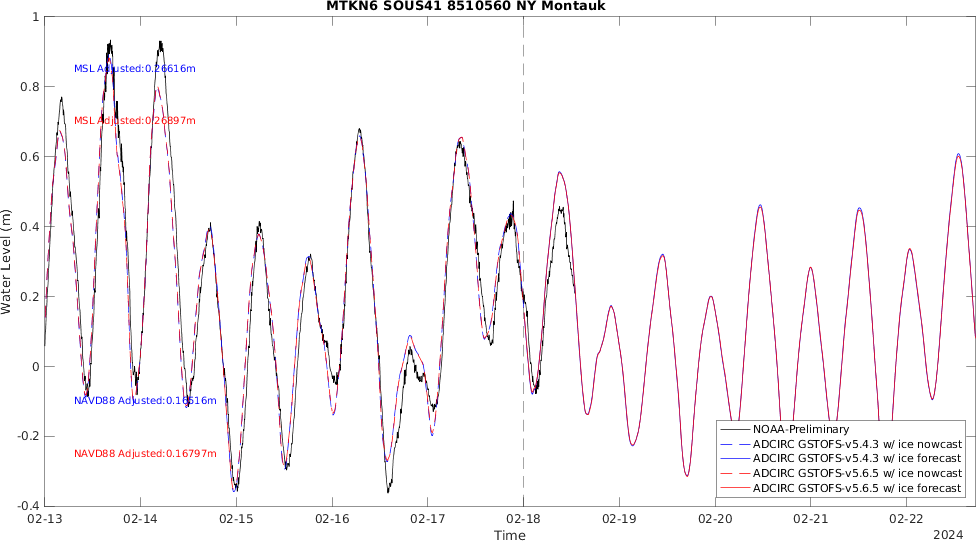 MTKN6 SOUS41 8510560 NY Montauk
1
0.8
0.6
0.4
0.2
0
-0.2
-0.4
Water Level (m)
MSL Adjusted:0.26616m
MSL Adjusted:0.26897m
NAVD88 Adjusted:0.16516m
NAVD88 Adjusted:0.16797m
NOAA-Preliminary
ADCIRC GSTOFS-v5.4.3 w/ ice nowcast
ADCIRC GSTOFS-v5.4.3 w/ ice forecast
ADCIRC GSTOFS-v5.6.5 w/ ice nowcast
ADCIRC GSTOFS-v5.6.5 w/ ice forecast
02-13 02-14 02-15 02-16 02-17 02-18 02-19 02-20 02-21 02-22
Time
2024